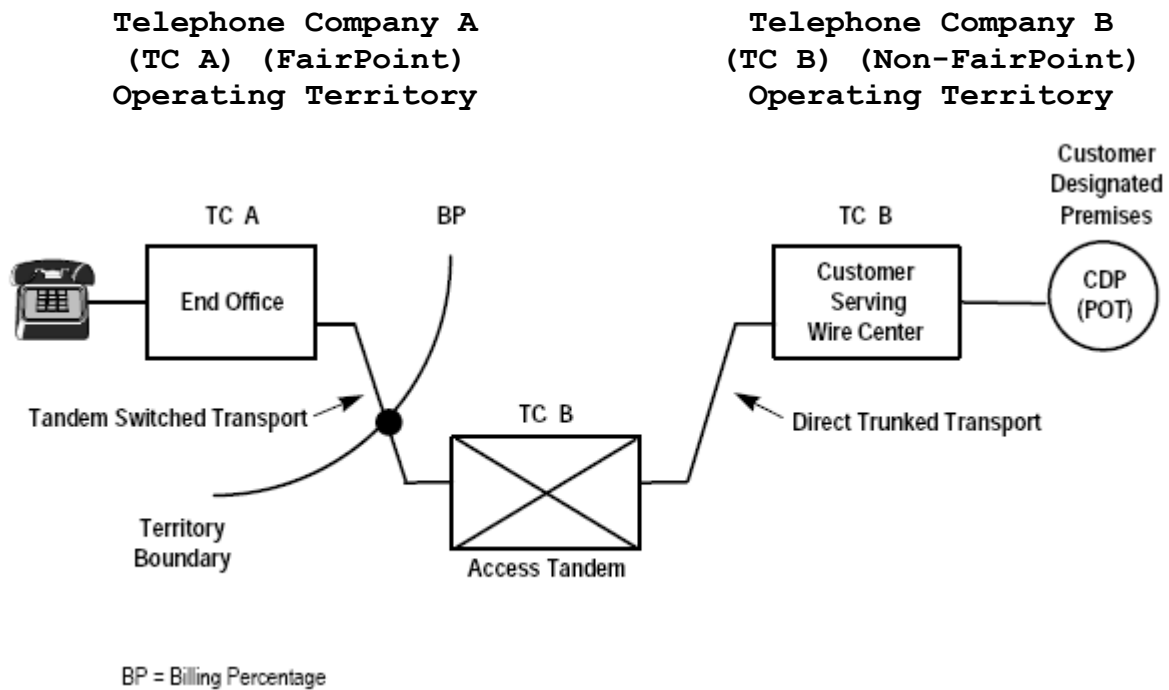 Telephone Company A
(TC A) (FairPoint)
Operating Territory
Telephone Company B
(TC B) (Non-FairPoint)
Operating Territory
Customer
Designated
Premises
TC A
BP
TC B
End Office
Customer
Serving
Wire Center
CDP
(POT)
Tandem Switched Transport
TC B
Direct Trunked Transport
Territory
Boundary
Access Tandem
BP = Billing Percentage